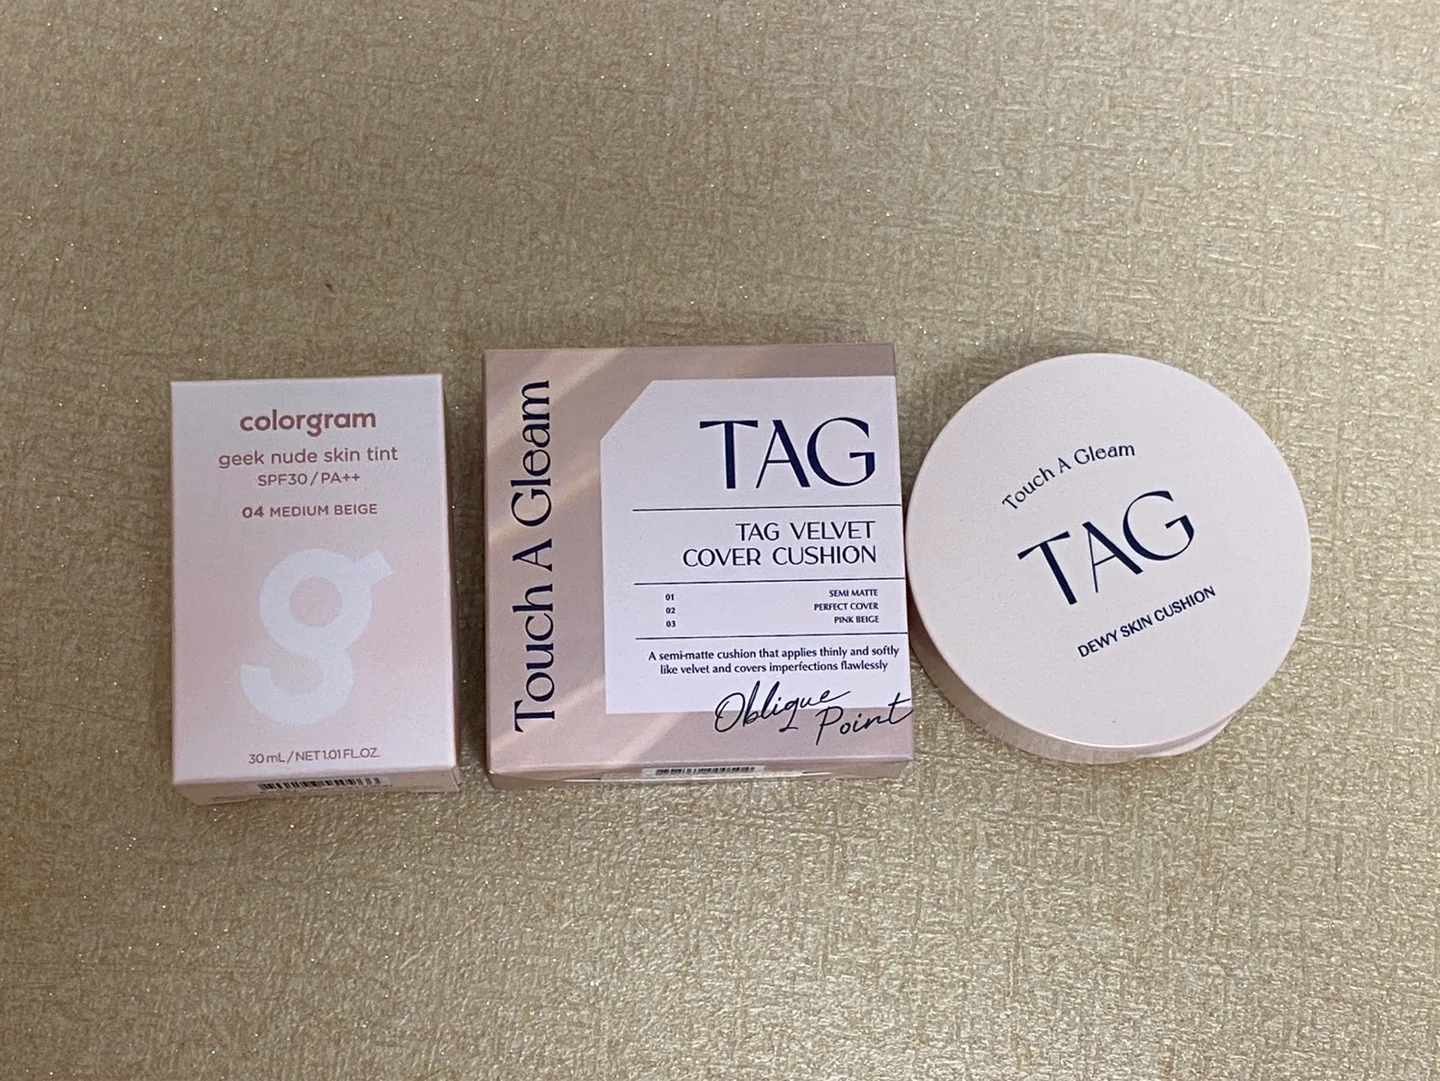 colorgram
geek nude skin tint
SPF30/PA++
04 MEDIUM BEIGE
g
30 mL/NET 1.01 FL.OZ.
Touch A Gleam
TAG
TAG VELVET
COVER CUSHION
01 SEMI MATTE
02 PERFECT COVER
03 PINK BEIGE
A semi-matte cushion that applies thinly and softly
like velvet and covers imperfections flawlessly
Oblique
Point
Touch A Gleam
TAG
DEWY SKIN CUSHION